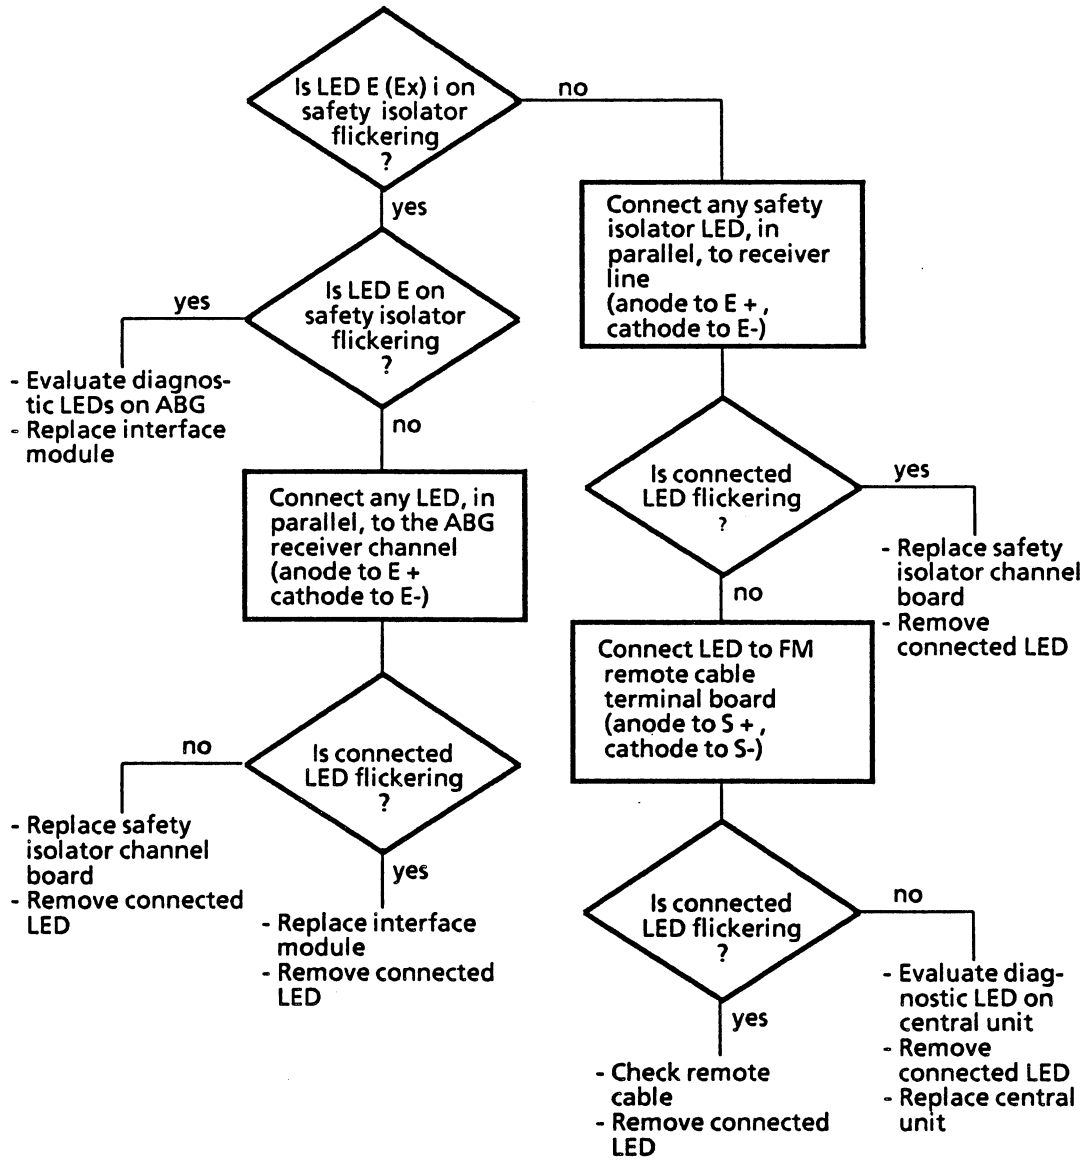 Is LED E (Ex) i on
safety isolator
flickering
?
no
yes
Connect any safety
isolator LED, in
parallel, to receiver
line
(anode to E +,
cathode to E-)
Is LED E on
safety isolator
flickering
?
yes
- Evaluate diagnos-
tic LEDs on ABG
- Replace interface
module
no
Is connected
LED flickering
?
yes
- Replace safety
isolator channel
board
- Remove
connected LED
no
Connect any LED, in
parallel, to the ABG
receiver channel
(anode to E +
cathode to E-)
Connect LED to FM
remote cable
terminal board
(anode to S +,
cathode to S-)
Is connected
LED flickering
?
no
- Replace safety
isolator channel
board
- Remove connected
LED
yes
- Replace interface
module
- Remove connected
LED
Is connected
LED flickering
?
no
- Evaluate diag-
nostic LED on
central unit
- Remove
connected LED
- Replace central
unit
yes
- Check remote
cable
- Remove connected
LED